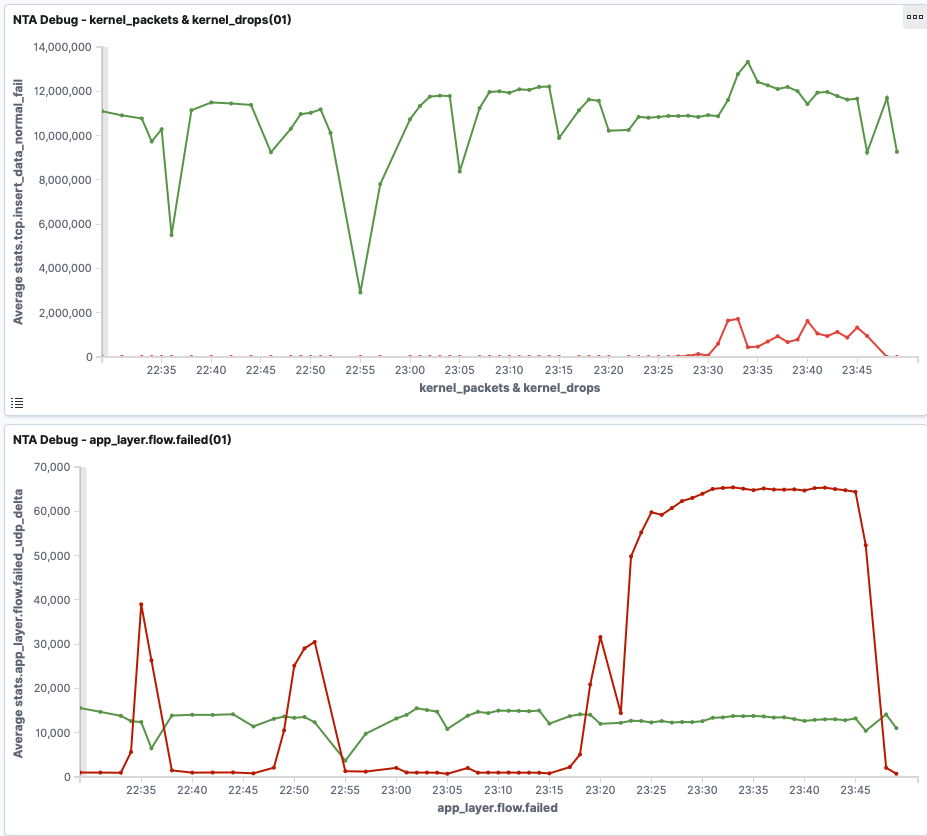 NTA Debug - kernel_packets & kernel_drops(01)
Average stats.tcp.insert_data_normal_fail
14,000,000
12,000,000
10,000,000
8,000,000
6,000,000
4,000,000
2,000,000
0
22:35 22:40 22:45 22:50 22:55 23:00 23:05 23:10 23:15 23:20 23:25 23:30 23:35 23:40 23:45
kernel_packets & kernel_drops
NTA Debug - app_layer.flow.failed(01)
Average stats.app_layer.flow.failed_udp_delta
70,000
60,000
50,000
40,000
30,000
20,000
10,000
0
22:35 22:40 22:45 22:50 22:55 23:00 23:05 23:10 23:15 23:20 23:25 23:30 23:35 23:40 23:45
app_layer.flow.failed